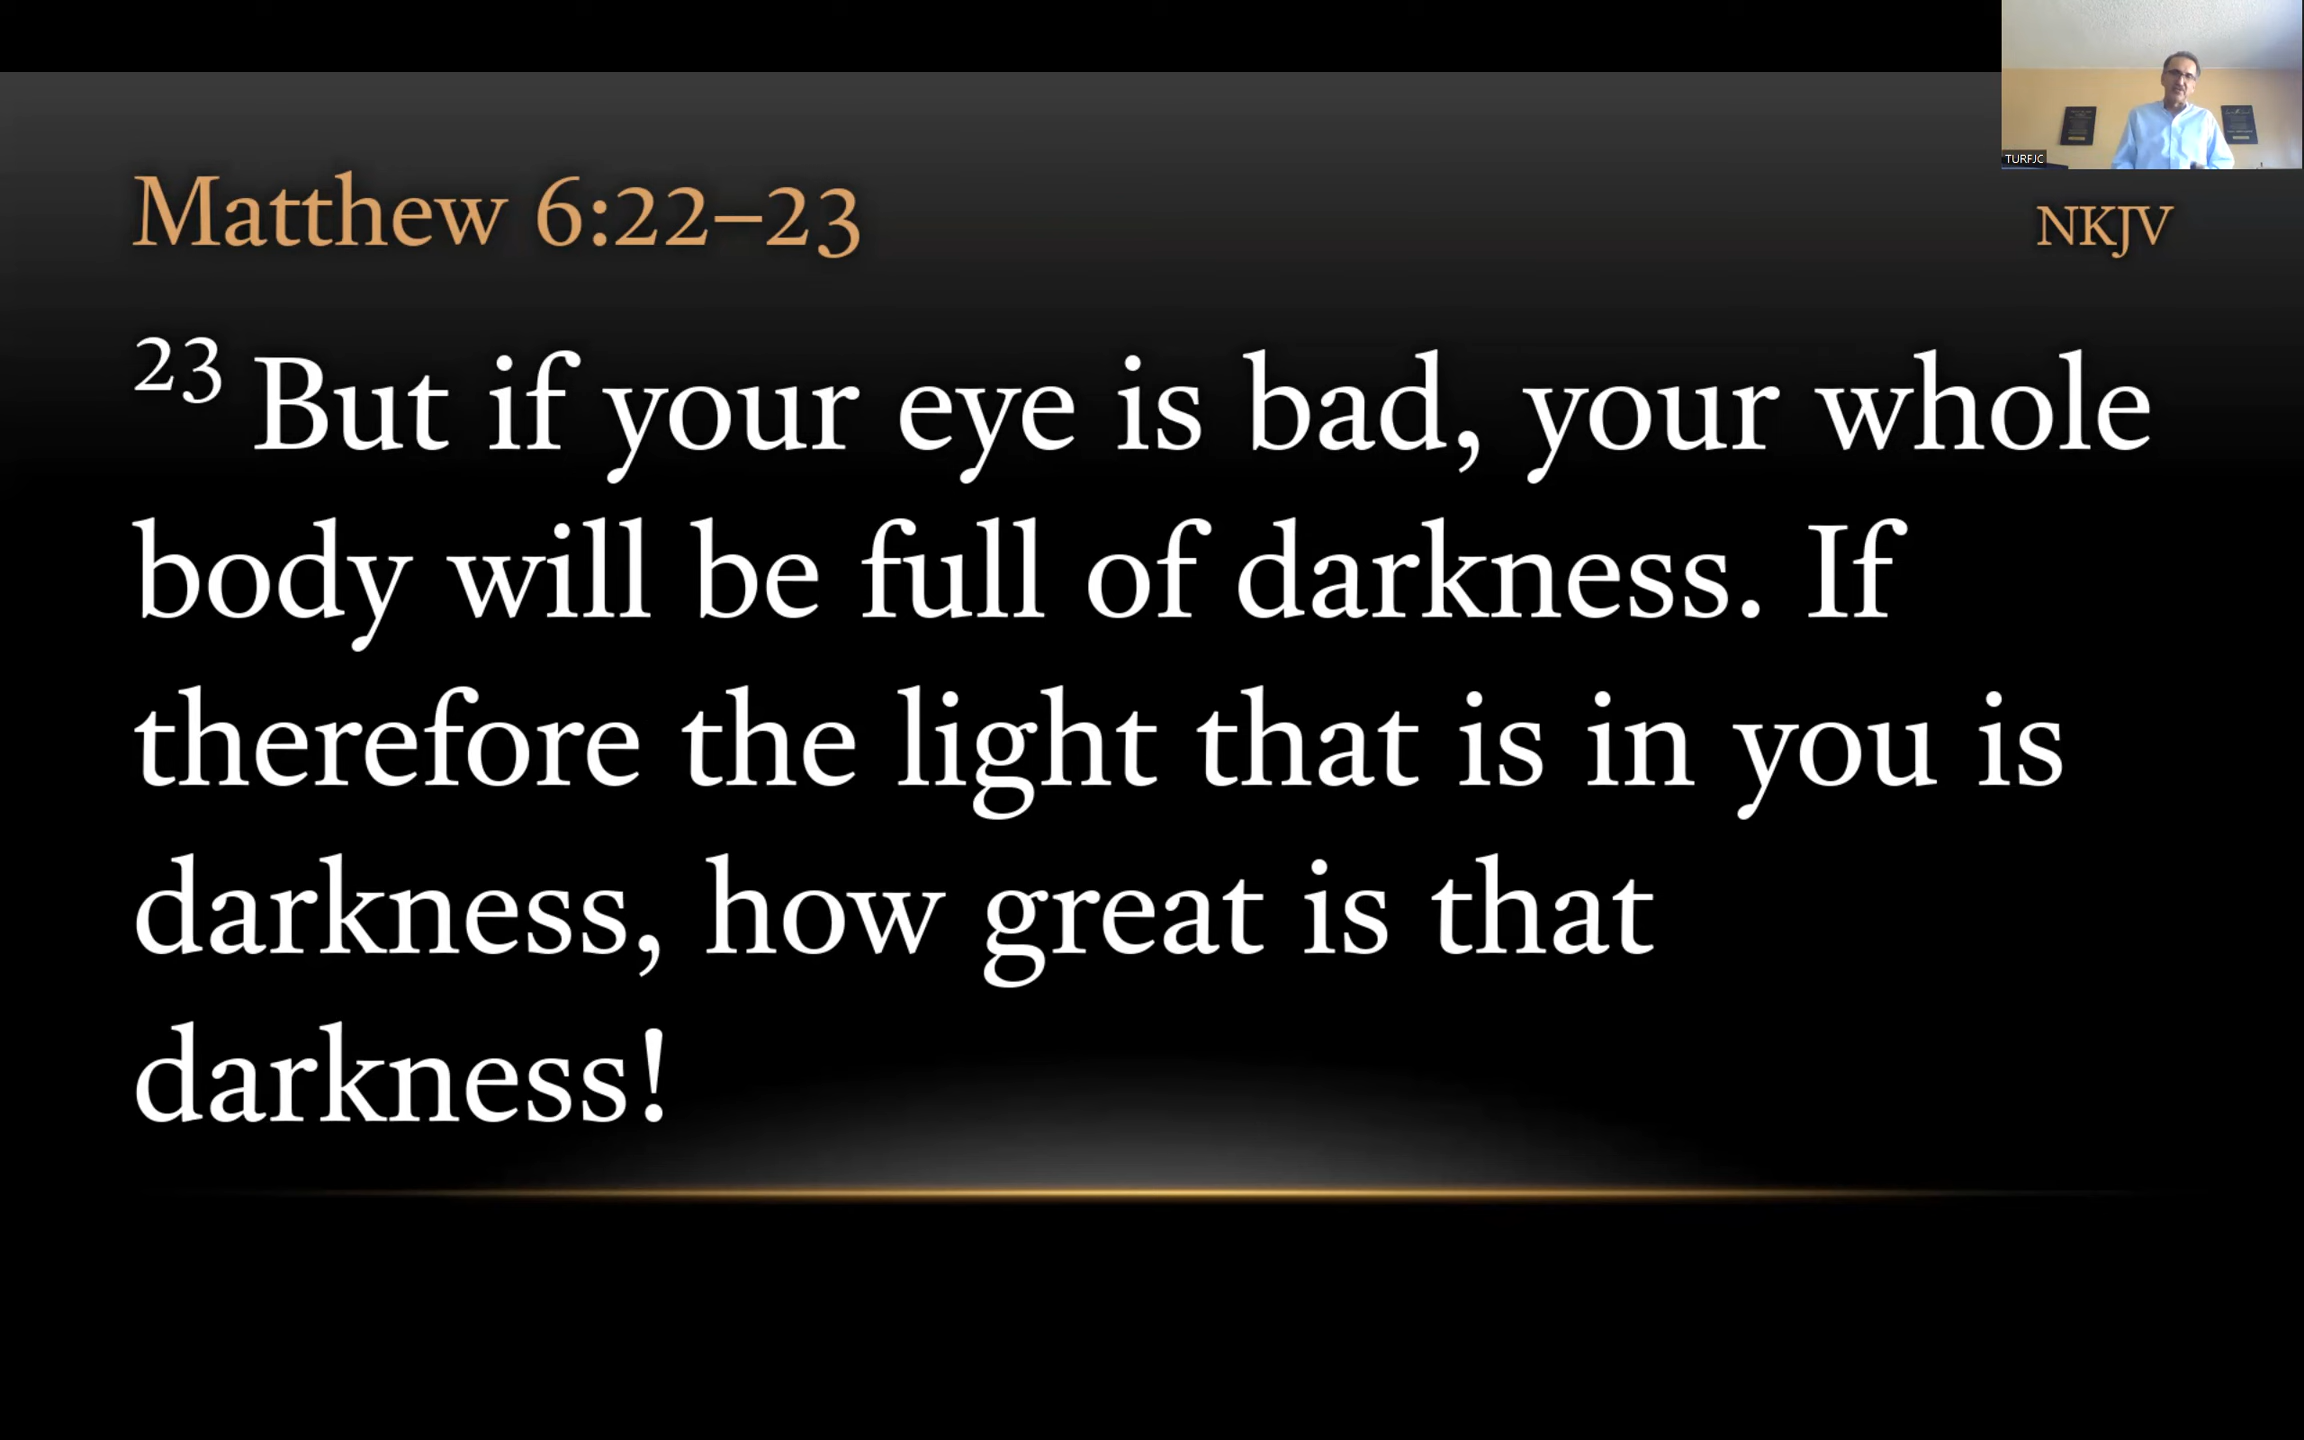 Matthew 6:22–23
NKJV
23 But if your eye is bad, your whole
body will be full of darkness. If
therefore the light that is in you is
darkness, how great is that
darkness!
TURFJC